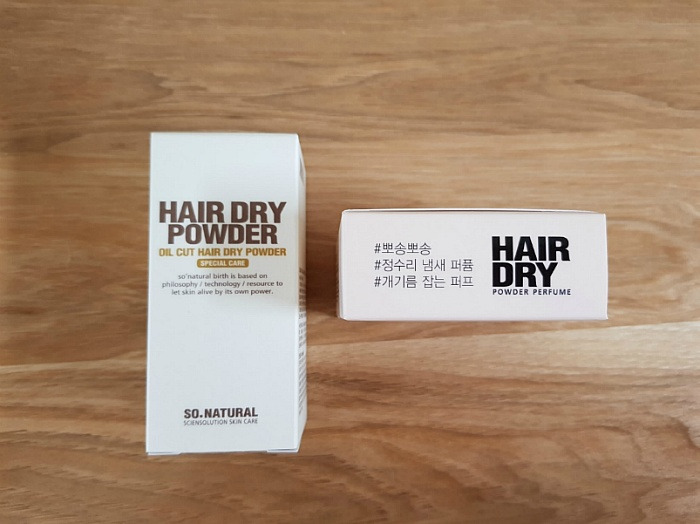 HAIR DRY
POWDER
OIL CUT HAIR DRY POWDER
SPECIAL CARE
so'natural birth is based on
philosophy / technology / resource to
let skin alive by its own power.
SO.NATURAL
SCIENSOLUTION SKIN CARE
#뽀송뽀송
#정수리 냄새 퍼퓸
#개기름 잡는 퍼프
HAIR
DRY
POWDER PERFUME